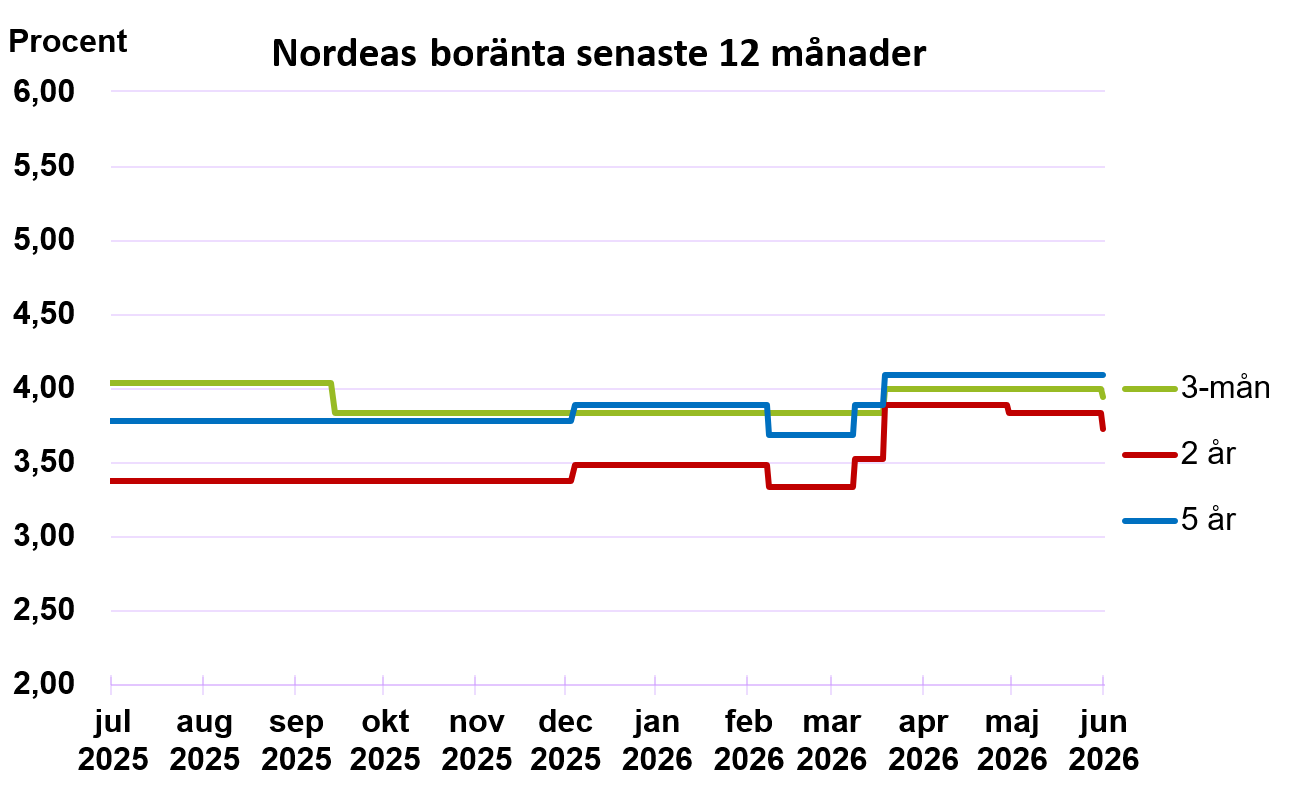 Procent
Nordeas boränta senaste 12 månader
6,00
5,50
5,00
4,50
4,00
3,50
3,00
2,50
2,00
jul 2025
aug 2025
sep 2025
okt 2025
nov 2025
dec 2025
jan 2026
feb 2026
mar 2026
apr 2026
maj 2026
jun 2026
3-mån
2 år
5 år